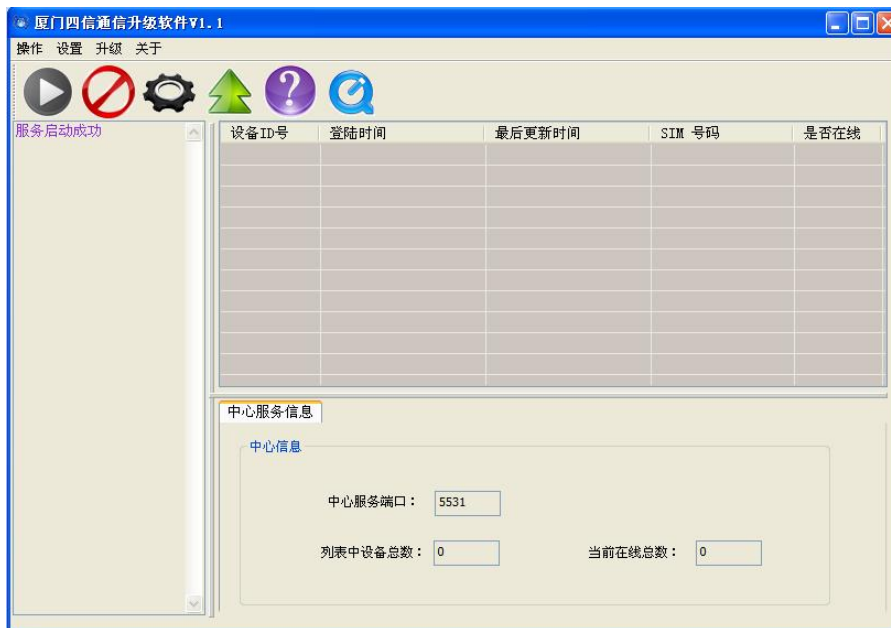 厦门四信通信升级软件V1.1
操作 设置 升级 关于
服务启动成功
设备ID号 登陆时间 最后更新时间 SIM 号码 是否在线
中心服务信息
中心信息
中心服务端口： 5531
列表中设备总数： 0 当前在线总数： 0